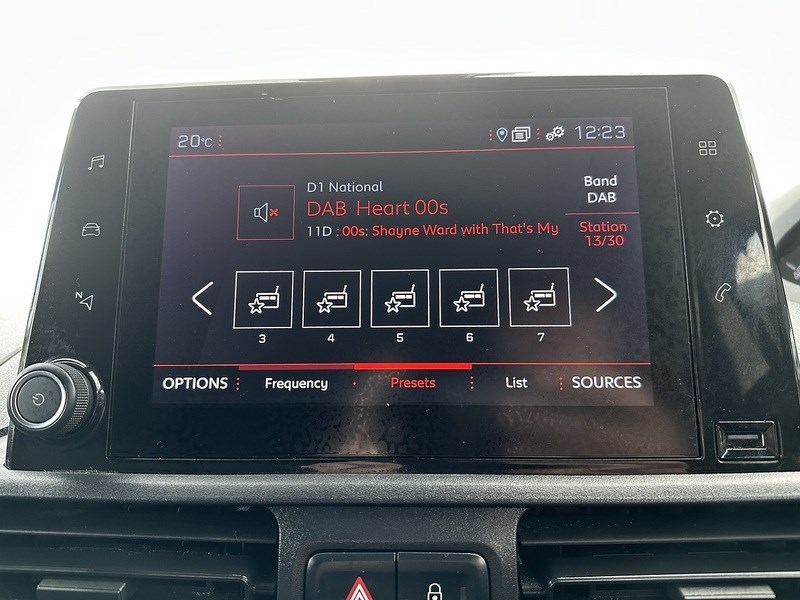 20°C
12:23
D1 National
DAB Heart 00s
11D : 00s: Shayne Ward with That's My
Band
DAB
Station
13/30
3 4 5 6 7
OPTIONS Frequency Presets List SOURCES
N